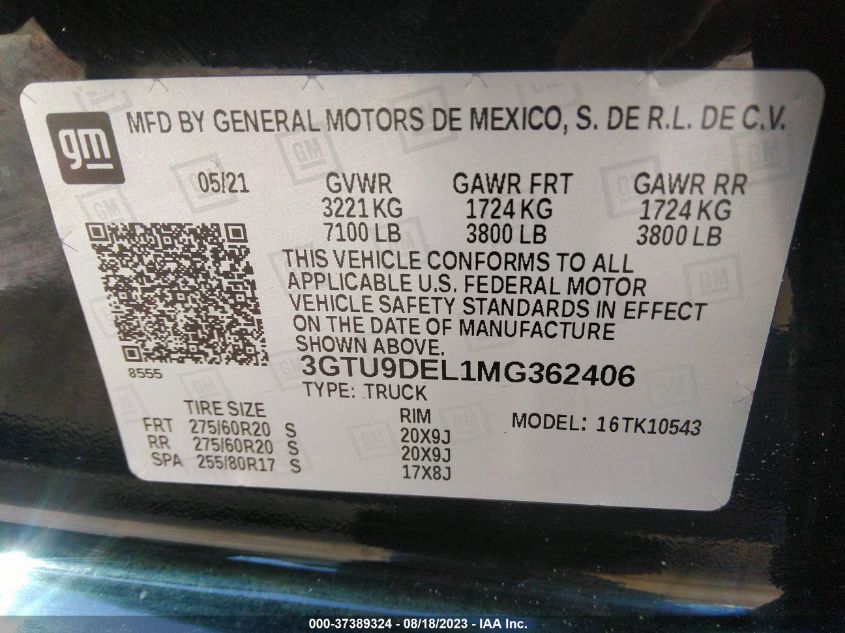 gm
MFD BY GENERAL MOTORS DE MEXICO, S. DE R.L. DE C.V.
05/21 GVWR GAWR FRT GAWR RR
3221 KG 1724 KG 1724 KG
7100 LB 3800 LB 3800 LB
THIS VEHICLE CONFORMS TO ALL
APPLICABLE U.S. FEDERAL MOTOR
VEHICLE SAFETY STANDARDS IN EFFECT
ON THE DATE OF MANUFACTURE
SHOWN ABOVE.
8555
3GTU9DEL1MG362406
TYPE: TRUCK
TIRE SIZE RIM MODEL: 16TK10543
FRT 275/60R20 S 20X9J
RR 275/60R20 S 20X9J
SPA 255/80R17 S 17X8J
000-37389324 - 08/18/2023 - IAA Inc.